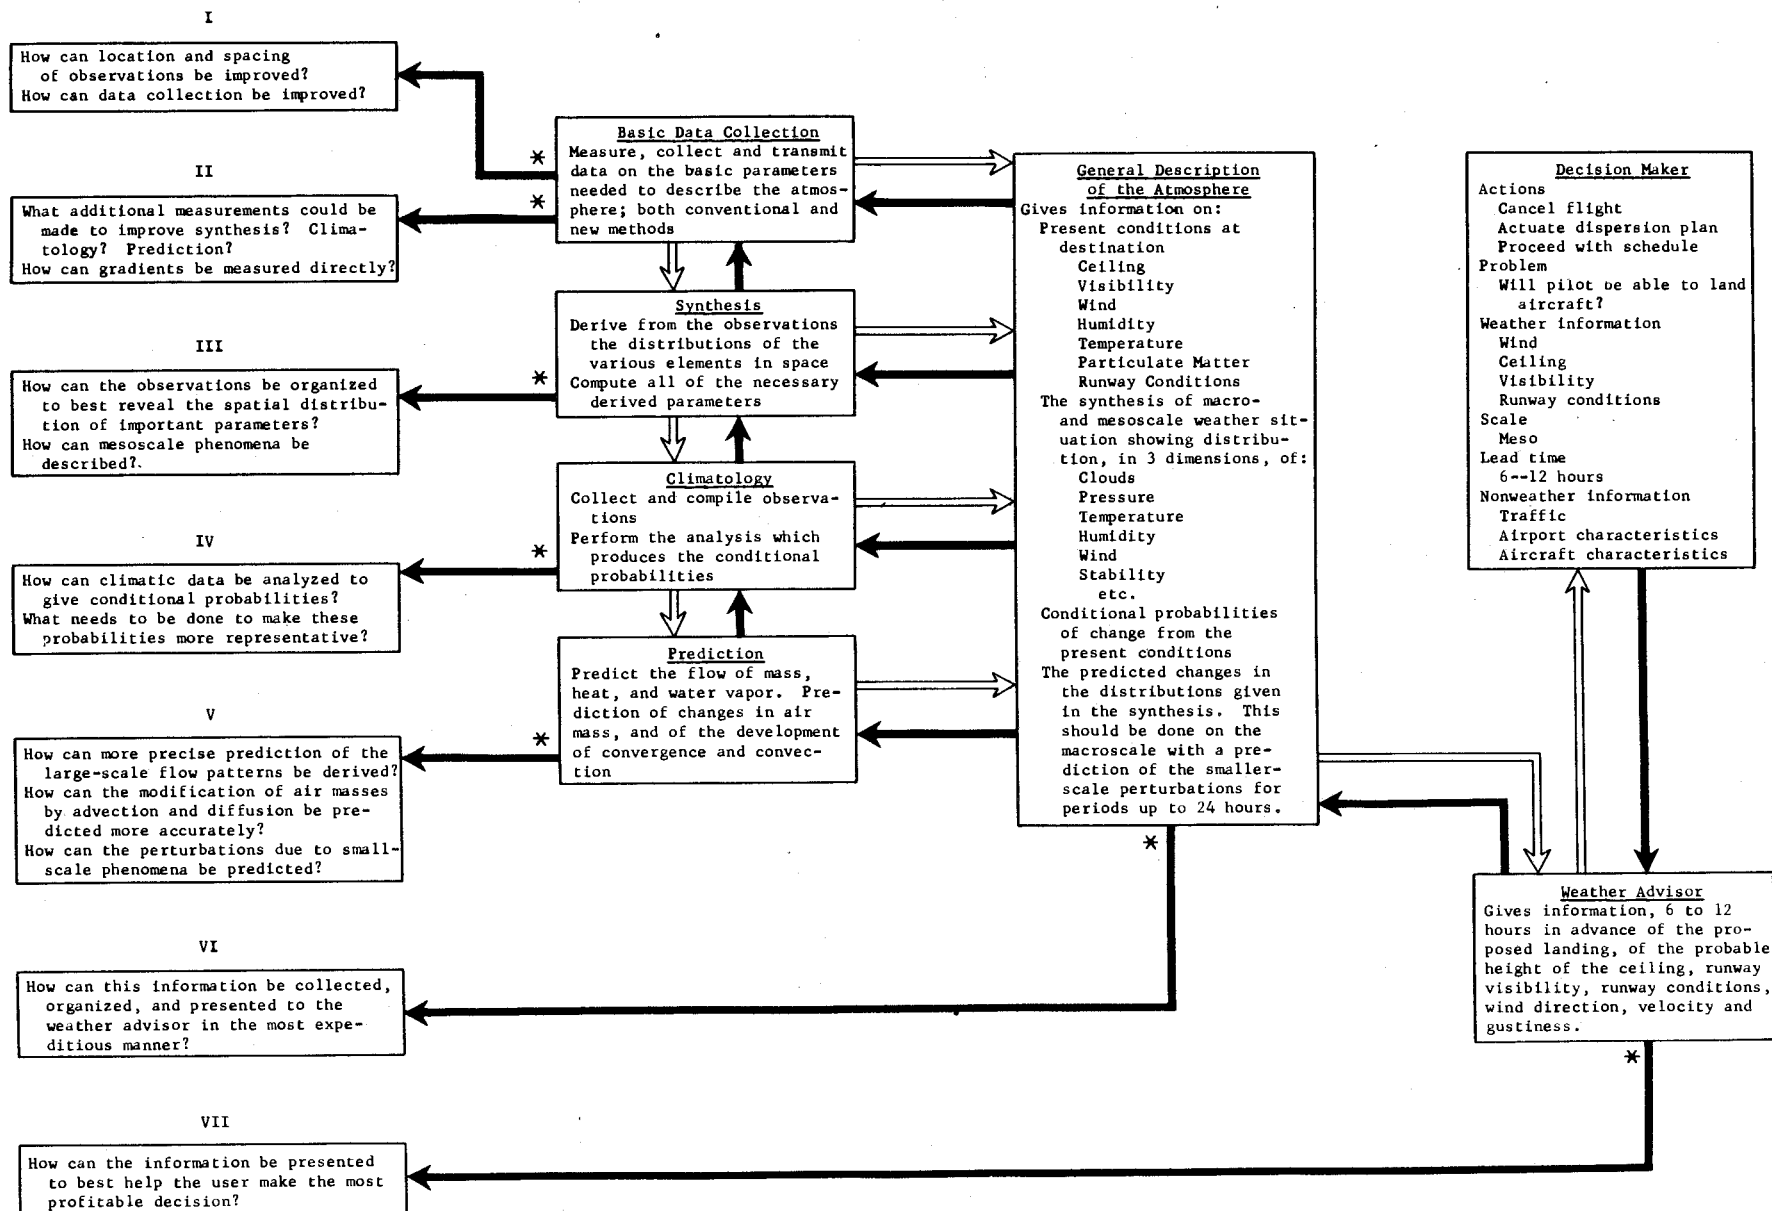 I
How can location and spacing
of observations be improved?
How can data collection be improved?
II
What additional measurements could be
made to improve synthesis? Clima-
tology? Prediction?
How can gradients be measured directly?
III
How can the observations be organized
to best reveal the spatial distribu-
tion of important parameters?
How can mesoscale phenomena be
described?
IV
How can climatic data be analyzed to
give conditional probabilities?
What needs to be done to make these
probabilities more representative?
V
How can more precise prediction of the
large-scale flow patterns be derived?
How can the modification of air masses
by advection and diffusion be pre-
dicted more accurately?
How can the perturbations due to small-
scale phenomena be predicted?
VI
How can this information be collected,
organized, and presented to the
weather advisor in the most expe-
ditious manner?
VII
How can the information be presented
to best help the user make the most
profitable decision?
*
*
*
*
*
*
*
Basic Data Collection
Measure, collect and transmit
data on the basic parameters
needed to describe the atmos-
phere; both conventional and
new methods
Synthesis
Derive from the observations
the distributions of the
various elements in space
Compute all of the necessary
derived parameters
Climatology
Collect and compile observa-
tions
Perform the analysis which
produces the conditional
probabilities
Prediction
Predict the flow of mass,
heat, and water vapor. Pre-
diction of changes in air
mass, and of the development
of convergence and convec-
tion
General Description
of the Atmosphere
Gives information on:
Present conditions at
destination
Ceiling
Visibility
Wind
Humidity
Temperature
Particulate Matter
Runway Conditions
The synthesis of macro-
and mesoscale weather sit-
uation showing distribu-
tion, in 3 dimensions, of:
Clouds
Pressure
Temperature
Humidity
Wind
Stability
etc.
Conditional probabilities
of change from the
present conditions
The predicted changes in
the distributions given
in the synthesis. This
should be done on the
macroscale with a pre-
diction of the smaller-
scale perturbations for
periods up to 24 hours.
Decision Maker
Actions
Cancel flight
Actuate dispersion plan
Proceed with schedule
Problem
Will pilot be able to land
aircraft?
Weather information
Wind
Ceiling
Visibility
Runway conditions
Scale
Meso
Lead time
6--12 hours
Nonweather information
Traffic
Airport characteristics
Aircraft characteristics
Weather Advisor
Gives information, 6 to 12
hours in advance of the pro-
posed landing, of the probable
height of the ceiling, runway
visibility, runway conditions,
wind direction, velocity and
gustiness.